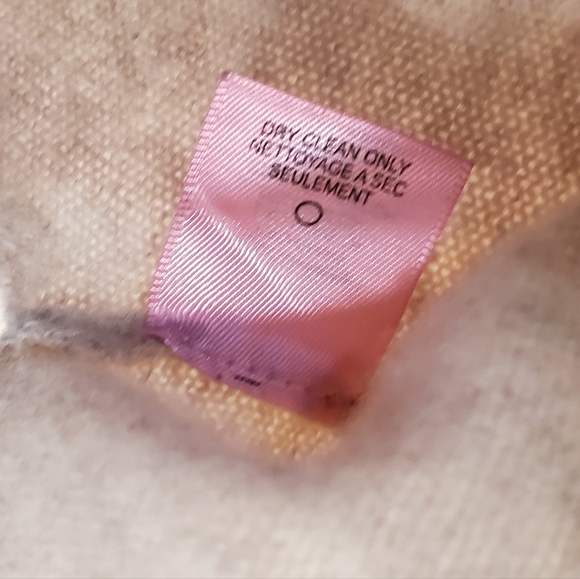 DRY CLEAN ONLY
NETTOYAGE A SEC
SEULEMENT